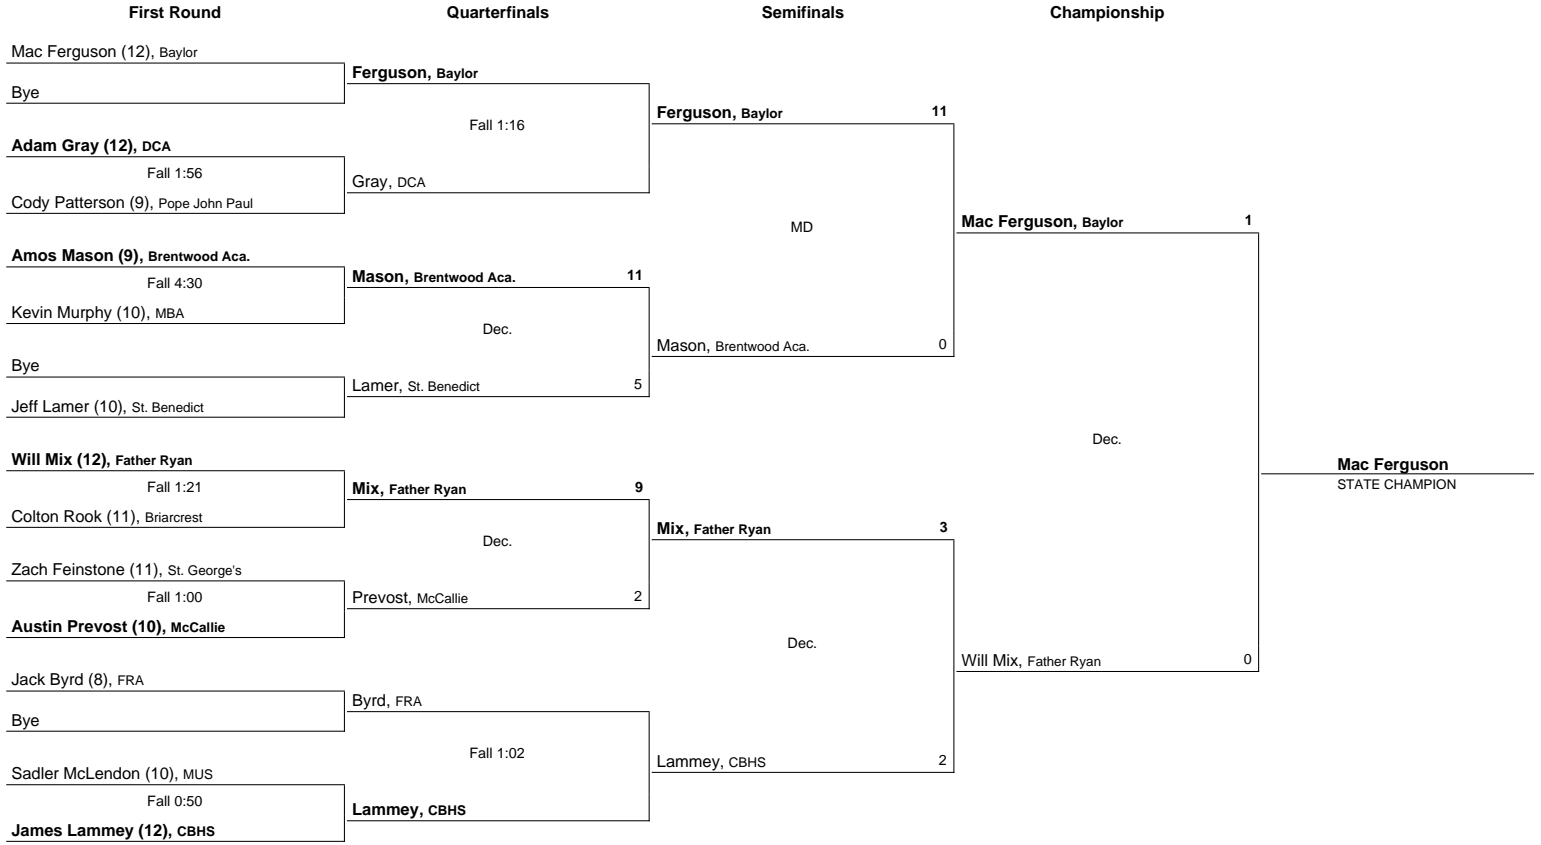 First Round Quarterfinals Semifinals Championship
Mac Ferguson (12), Baylor
Bye
Adam Gray (12), DCA
Fall 1:56
Cody Patterson (9), Pope John Paul
Amos Mason (9), Brentwood Aca.
Fall 4:30
Kevin Murphy (10), MBA
Bye
Jeff Lamer (10), St. Benedict
Will Mix (12), Father Ryan
Fall 1:21
Colton Rook (11), Briarcrest
Zach Feinstone (11), St. George's
Fall 1:00
Austin Prevost (10), McCallie
Jack Byrd (8), FRA
Bye
Sadler McLendon (10), MUS
Fall 0:50
James Lammey (12), CBHS
Ferguson, Baylor
Fall 1:16
Gray, DCA
Mason, Brentwood Aca. 11
Dec.
Lamer, St. Benedict 5
Mix, Father Ryan 9
Dec.
Prevost, McCallie 2
Byrd, FRA
Fall 1:02
Lammey, CBHS
Ferguson, Baylor 11
MD
Mason, Brentwood Aca. 0
Mix, Father Ryan 3
Dec.
Lammey, CBHS 2
Mac Ferguson, Baylor 1
Dec.
Will Mix, Father Ryan 0
Mac Ferguson
STATE CHAMPION